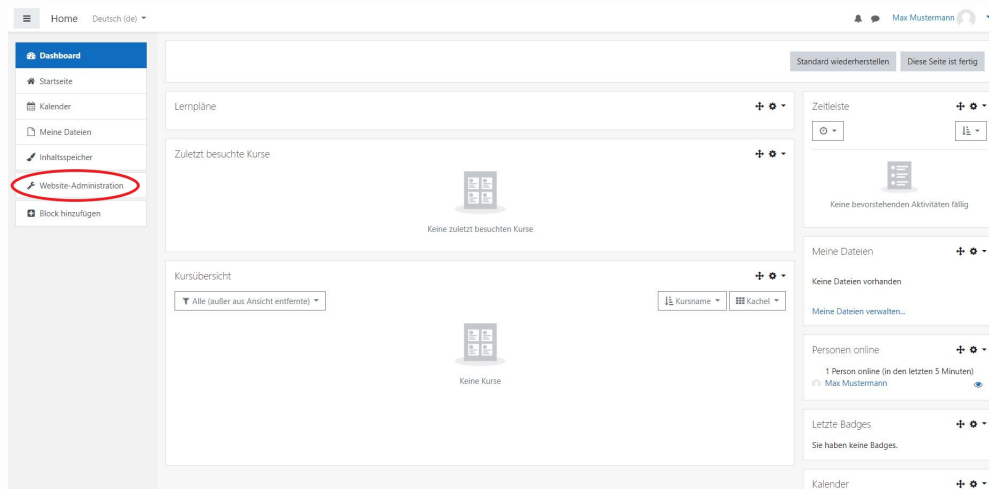 Home Deutsch (de)
Max Mustermann
Dashboard
Startseite
Kalender
Meine Dateien
Inhaltsspeicher
Website-Administration
Block hinzufügen
Standard wiederherstellen Diese Seite ist fertig
Lernpläne
Zuletzt besuchte Kurse
Keine zuletzt besuchten Kurse
Kursübersicht
Alle (außer aus Ansicht entfernte) Kursname Kachel
Keine Kurse
Zeitleiste
Keine bevorstehenden Aktivitäten fällig
Meine Dateien
Keine Dateien vorhanden
Meine Dateien verwalten...
Personen online
1 Person online (in den letzten 5 Minuten)
Max Mustermann
Letzte Badges
Sie haben keine Badges.
Kalender